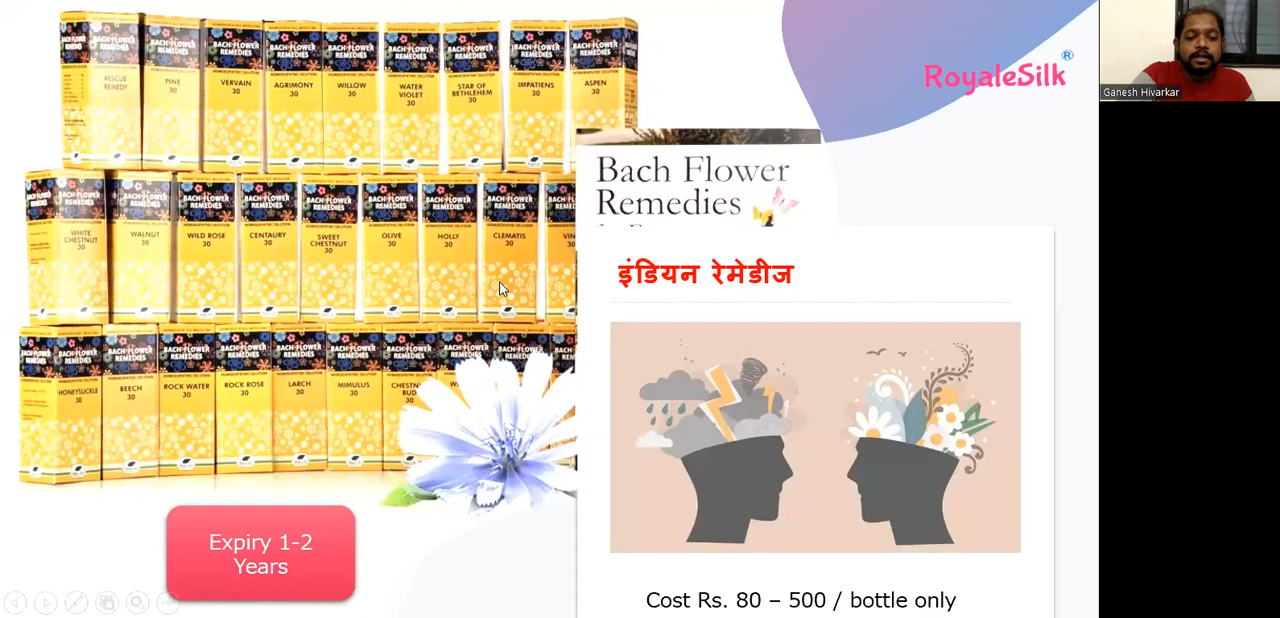 BACH FLOWER REMEDIES
RESCUE REMEDY
PINE 30
VERVAIN 30
AGRIMONY 30
WILLOW 30
WATER VIOLET 30
STAR OF BETHLEHEM 30
IMPATIENS 30
ASPEN 30
WHITE CHESTNUT 30
WALNUT 30
WILD ROSE 30
CENTAURY 30
SWEET CHESTNUT 30
OLIVE 30
HOLLY 30
CLEMATIS 30
HONEYSUCKLE 30
BEECH 30
ROCK WATER 30
ROCK ROSE 30
LARCH 30
MIMULUS 30
Expiry 1-2
Years
RoyaleSilk®
Bach Flower
Remedies
इंडियन रेमेडीज
Cost Rs. 80 – 500 / bottle only
Ganesh Hivarkar